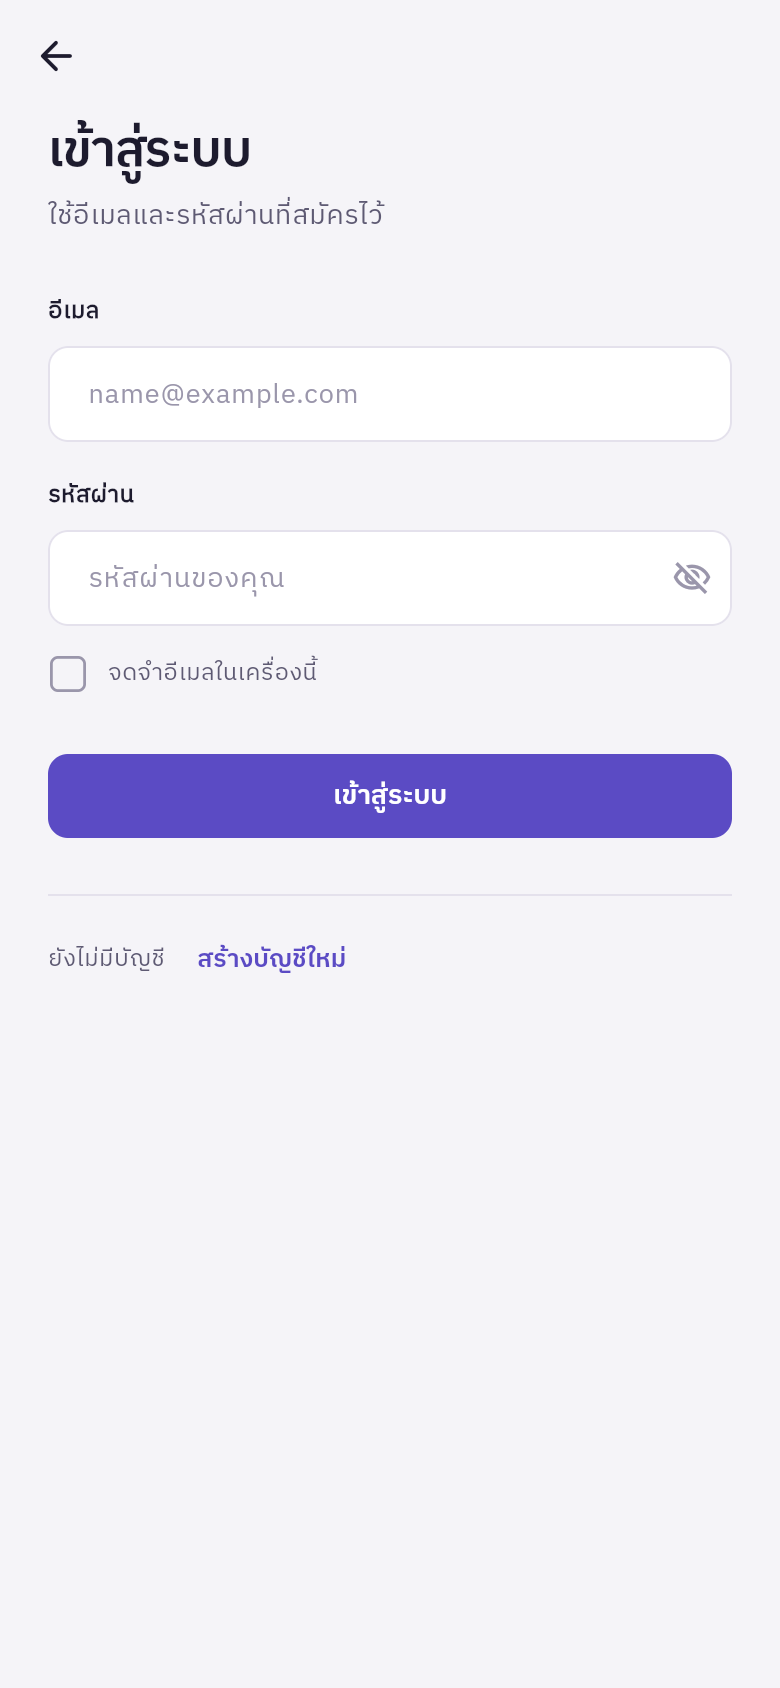 เข้าสู่ระบบ
ใช้อีเมลและรหัสผ่านที่สมัครไว้
อีเมล
name@example.com
รหัสผ่าน
รหัสผ่านของคุณ
จดจำอีเมลในเครื่องนี้
เข้าสู่ระบบ
ยังไม่มีบัญชี สร้างบัญชีใหม่